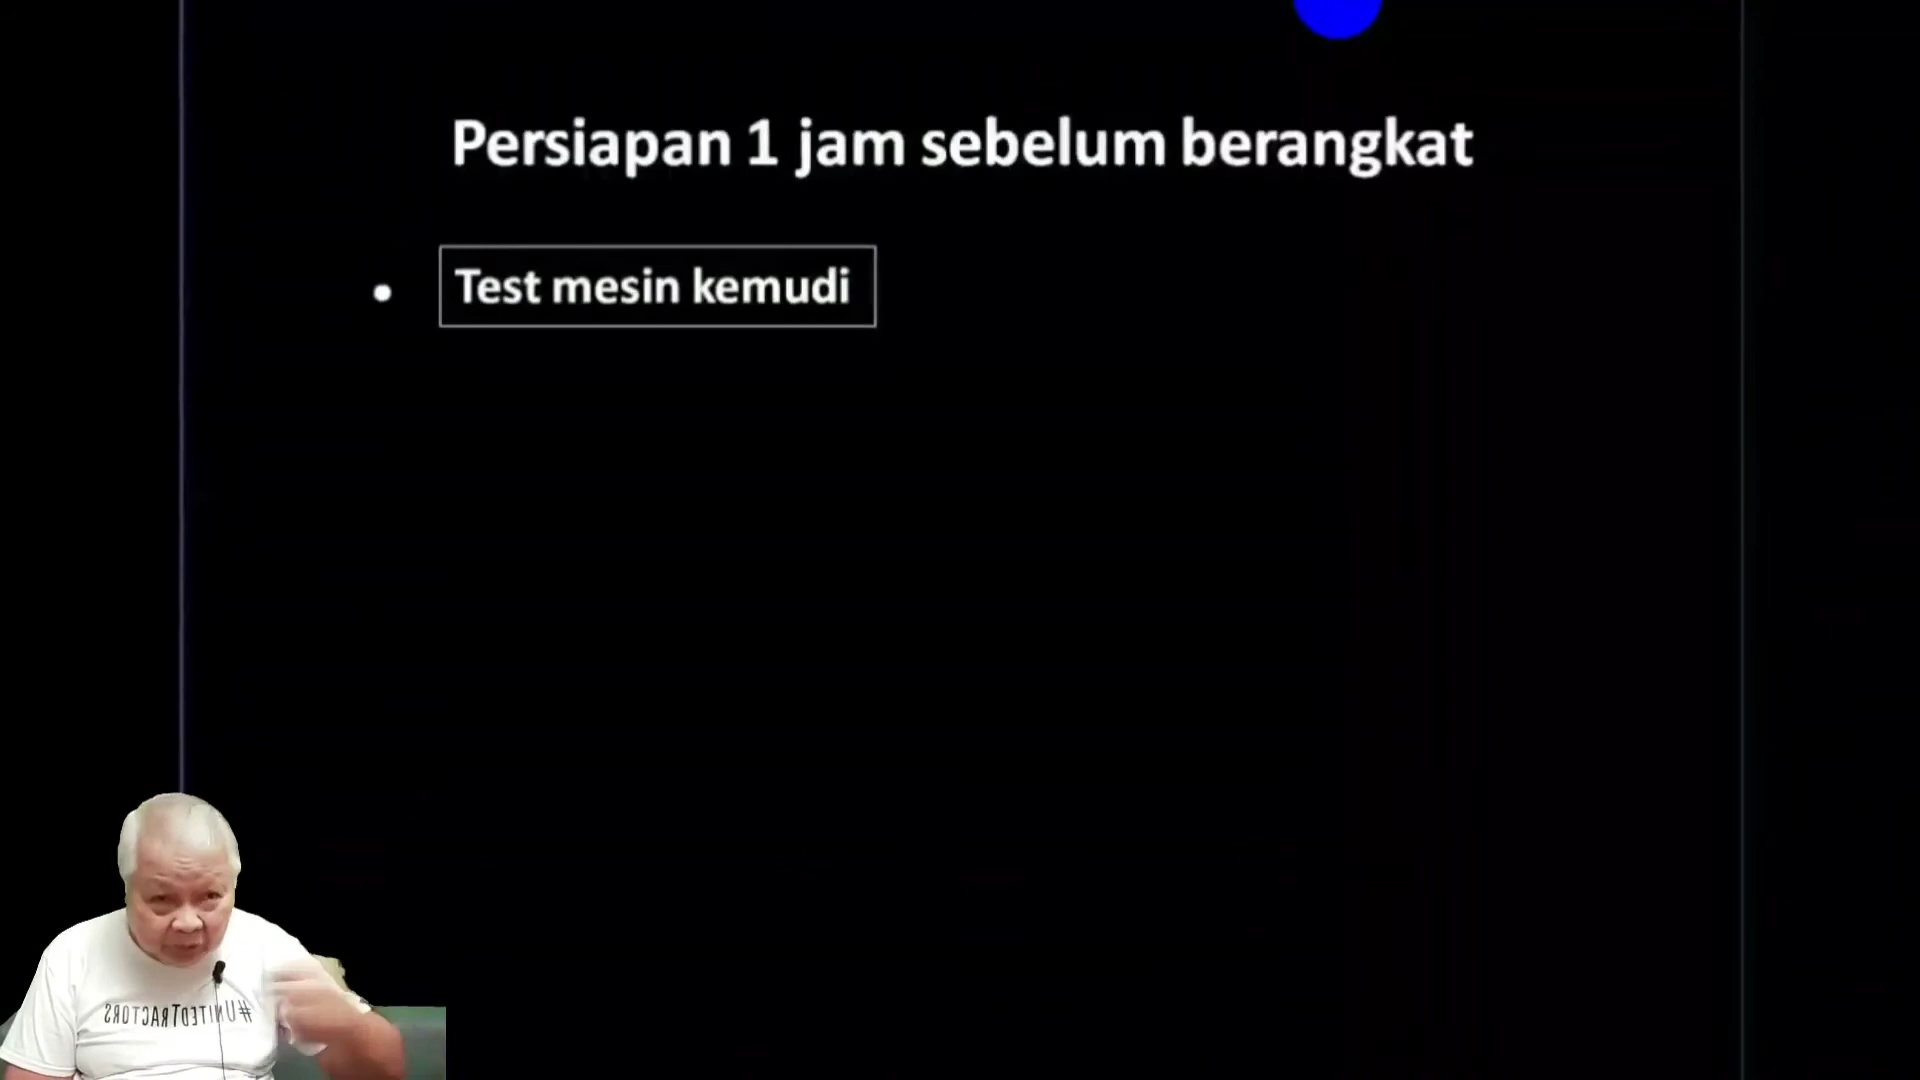 Persiapan 1 jam sebelum berangkat
• Test mesin kemudi
#UNITEDTRACTORS